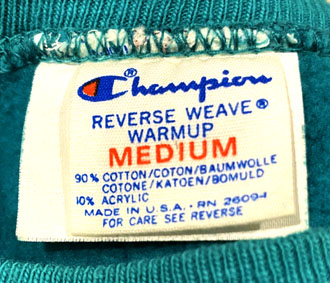 Champion®
REVERSE WEAVE®
WARMUP
MEDIUM
90% COTTON/COTON/BAUMWOLLE
COTONE/KATOEN/BOMULD
10% ACRYLIC
MADE IN U.S.A. - RN 26094
FOR CARE SEE REVERSE